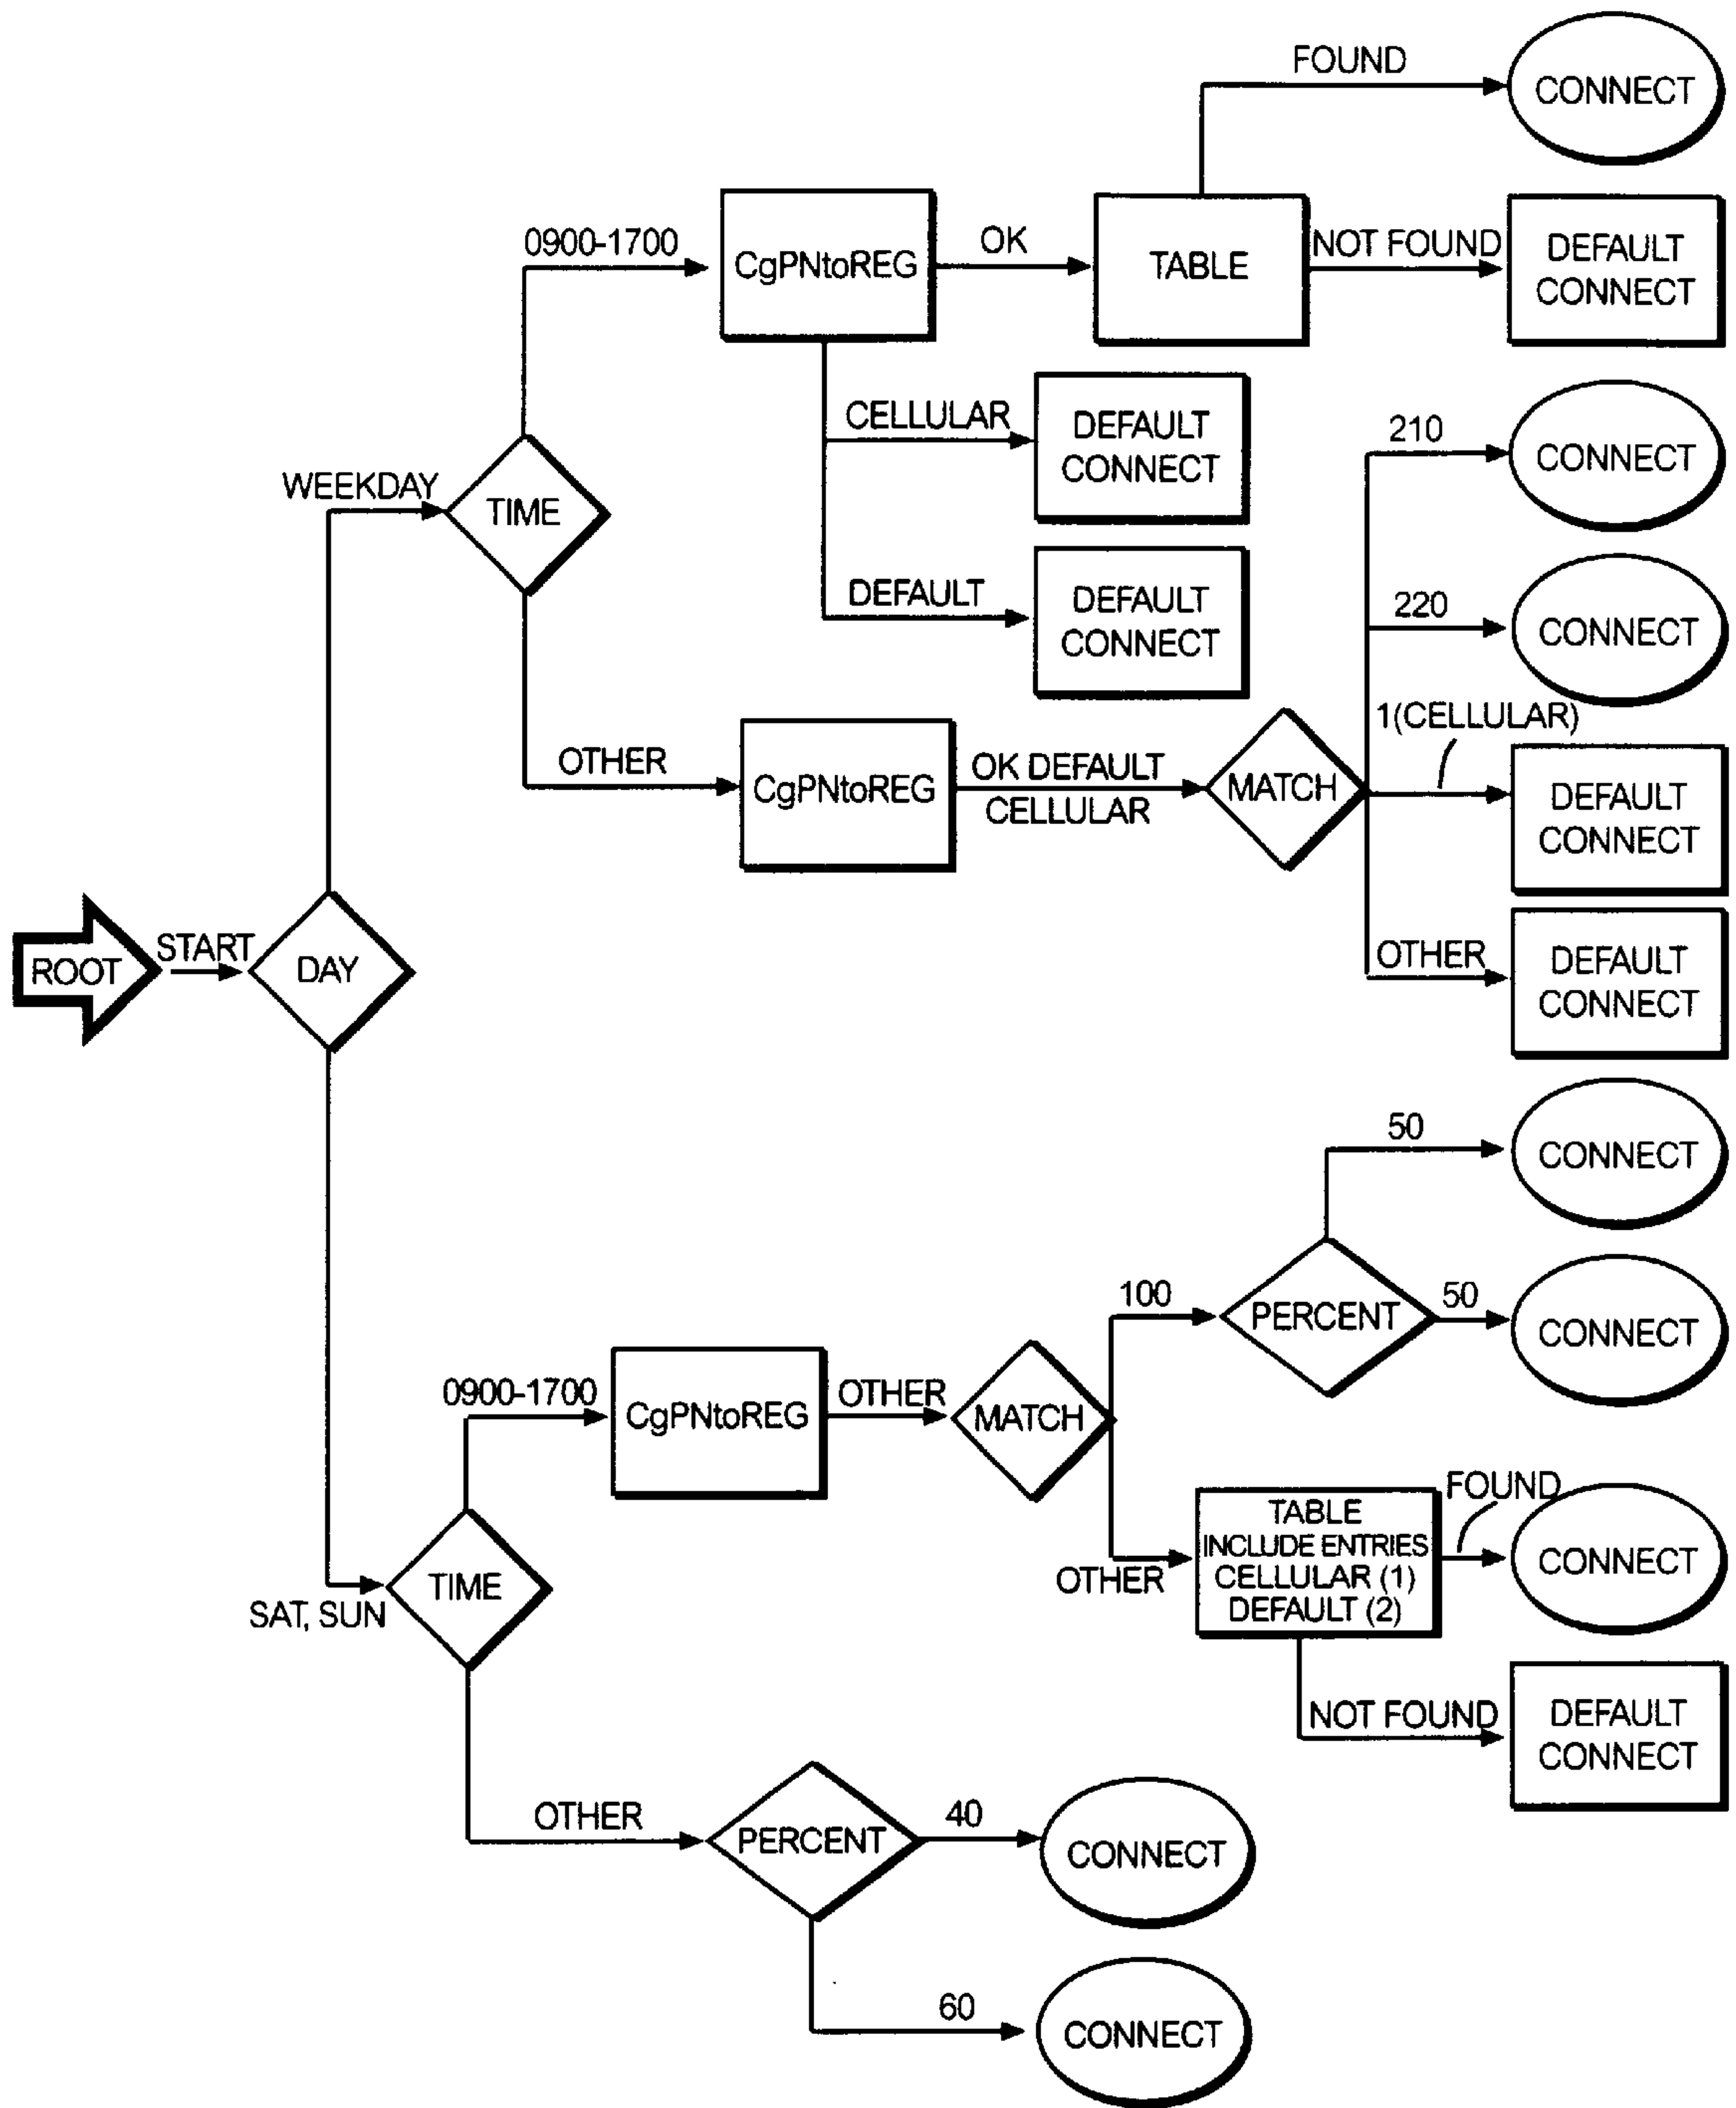 FOUND
CONNECT
0900-1700
CgPNtoREG
OK
TABLE
NOT FOUND
DEFAULT
CONNECT
CELLULAR
DEFAULT
CONNECT
210
CONNECT
WEEKDAY
TIME
DEFAULT
DEFAULT
CONNECT
220
CONNECT
1(CELLULAR)
OTHER
CgPNtoREG
OK DEFAULT
CELLULAR
MATCH
DEFAULT
CONNECT
ROOT
START
DAY
OTHER
DEFAULT
CONNECT
50
CONNECT
100
PERCENT
50
CONNECT
0900-1700
CgPNtoREG
OTHER
MATCH
FOUND
OTHER
TABLE
INCLUDE ENTRIES
CELLULAR (1)
DEFAULT (2)
CONNECT
SAT, SUN
TIME
NOT FOUND
DEFAULT
CONNECT
OTHER
PERCENT
40
CONNECT
60
CONNECT